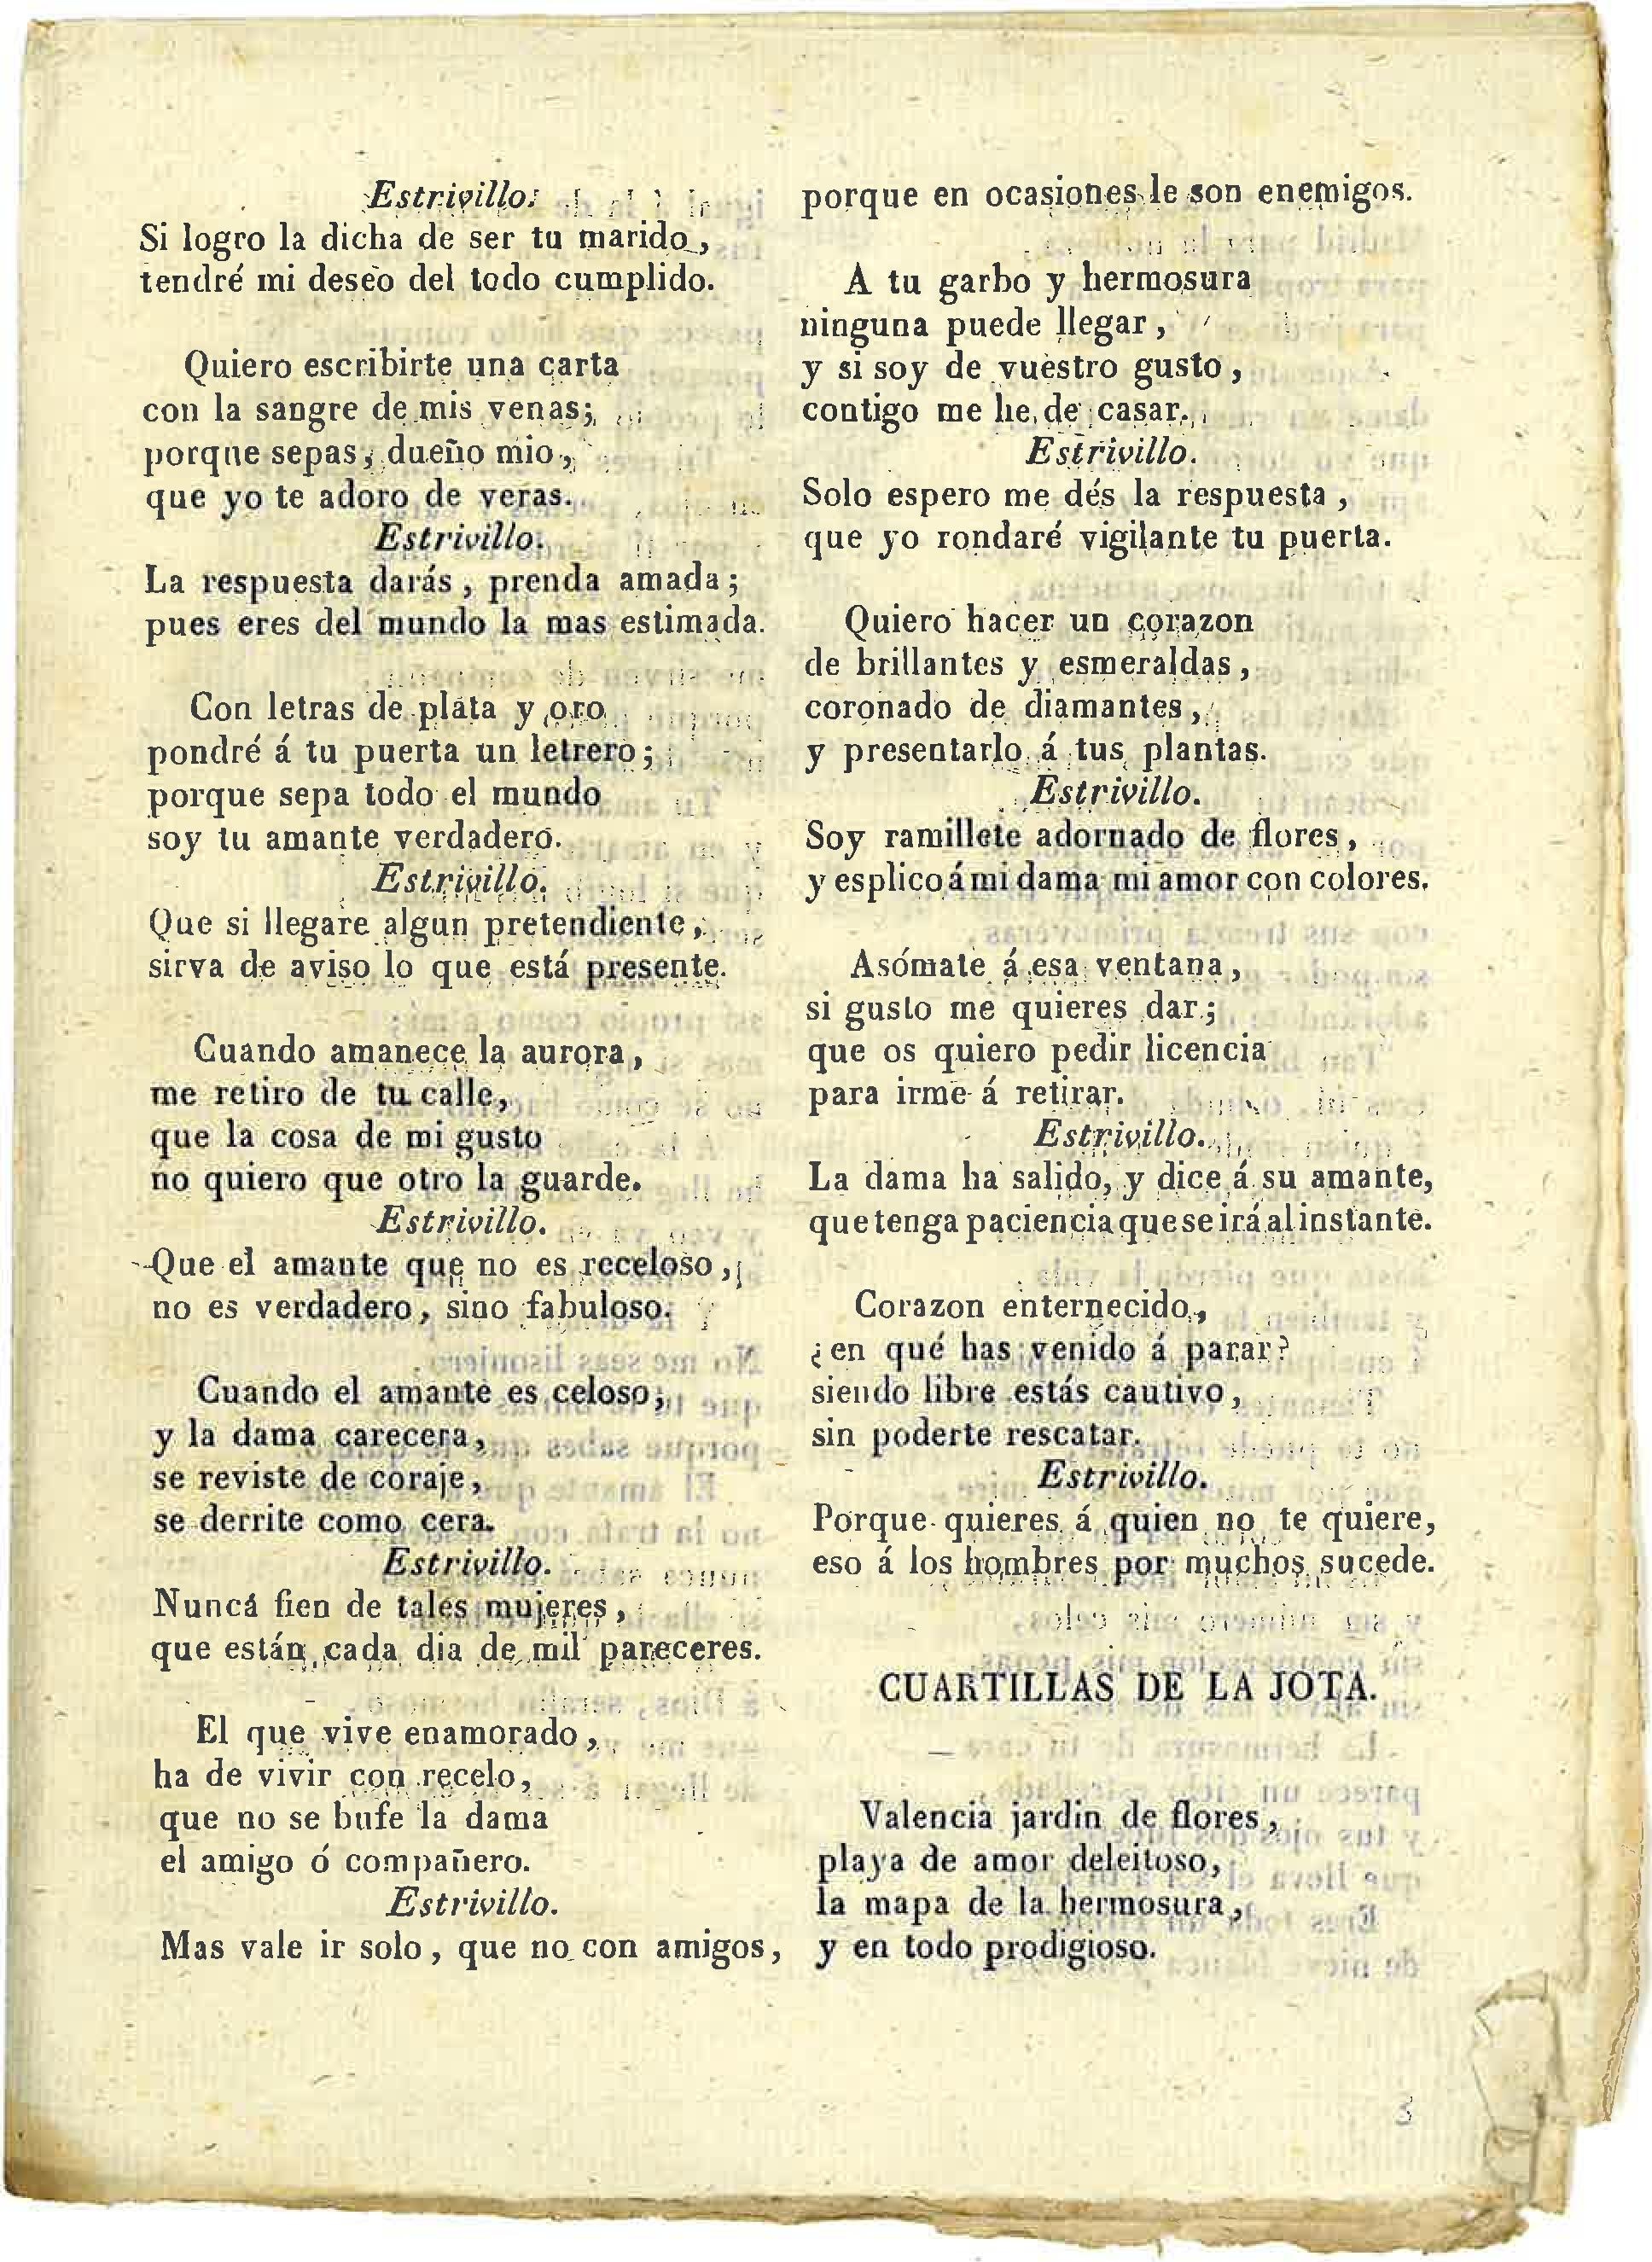 Estrivillo.
Si logro la dicha de ser tu marido,
tendré mi deseo del todo cumplido.
Quiero escribirte una carta
con la sangre de mis venas;
porque sepas, dueño mio,
que yo te adoro de veras.
Estrivillo.
La respuesta darás, prenda amada;
pues eres del mundo la mas estimada.
Con letras de plata y oro
pondré á tu puerta un letrero;
porque sepa todo el mundo
soy tu amante verdadero.
Estrivillo.
Que si llegare algun pretendiente,
sirva de aviso lo que está presente.
Cuando amanece la aurora,
me retiro de tu calle,
que la cosa de mi gusto
no quiero que otro la guarde.
Estrivillo.
Que el amante que no es receloso,
no es verdadero, sino fabuloso.
Cuando el amante es celoso,
y la dama carecera,
se reviste de coraje,
se derrite como cera.
Estrivillo.
Nuncá fien de tales mujeres,
que están cada dia de mil pareceres.
El que vive enamorado,
ha de vivir con recelo,
que no se bufe la dama
el amigo ó compañero.
Estrivillo.
Mas vale ir solo, que no con amigos,
porque en ocasiones le son enemigos.
A tu garbo y hermosura
ninguna puede llegar,
y si soy de vuestro gusto,
contigo me he de casar.
Estrivillo.
Solo espero me dés la respuesta,
que yo rondaré vigilante tu puerta.
Quiero hacer un corazon
de brillantes y esmeraldas,
coronado de diamantes,
y presentarlo á tus plantas.
Estrivillo.
Soy ramillete adornado de flores,
y esplico á mi dama mi amor con colores.
Asómate á esa ventana,
si gusto me quieres dar;
que os quiero pedir licencia
para irme á retirar.
Estrivillo.
La dama ha salido, y dice á su amante,
que tenga paciencia que se irá al instante.
Corazon enternecido,
¿en qué has venido á parar?
siendo libre estás cautivo,
sin poderte rescatar.
Estrivillo.
Porque quieres á quien no te quiere,
eso á los hombres por muchos sucede.
CUARTILLAS DE LA JOTA.
Valencia jardin de flores,
playa de amor deleitoso,
la mapa de la hermosura,
y en todo prodigioso.